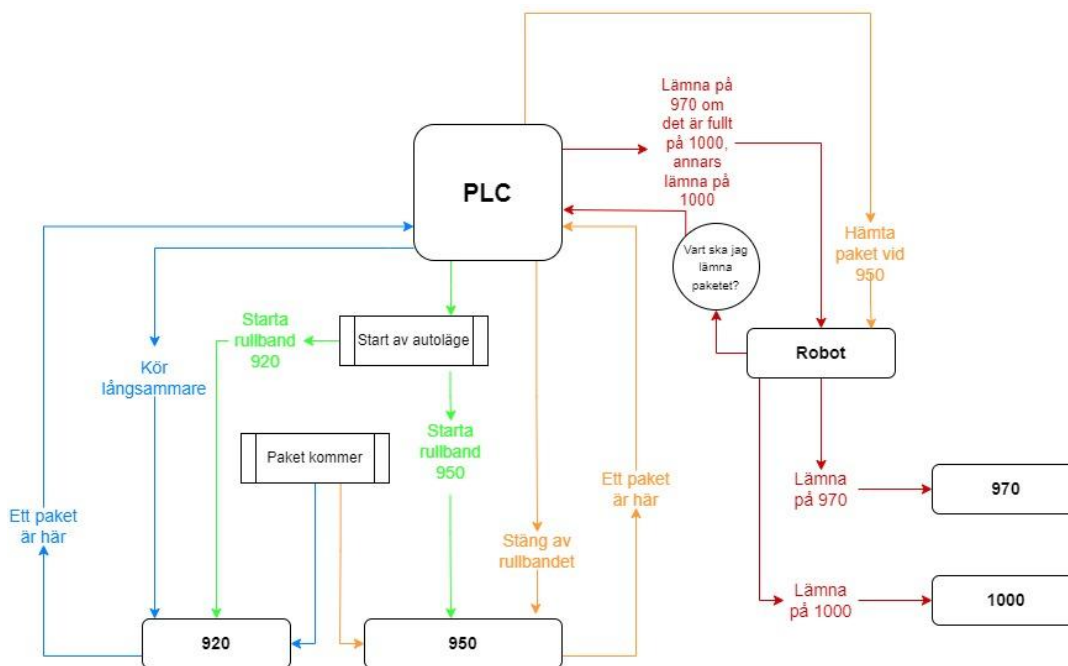 Lämna på
970 om
det är fullt
på 1000,
annars
lämna på
1000
PLC
Vart ska jag
lämna
paketet?
Hämta
paket vid
950
Starta
rullband
920
Start av autoläge
Robot
Kör
långsammare
Paket kommer
Starta
rullband
950
Ett paket
är här
Lämna
på 970
970
Ett paket
är här
Stäng av
rullbandet
Lämna
på 1000
1000
920
950